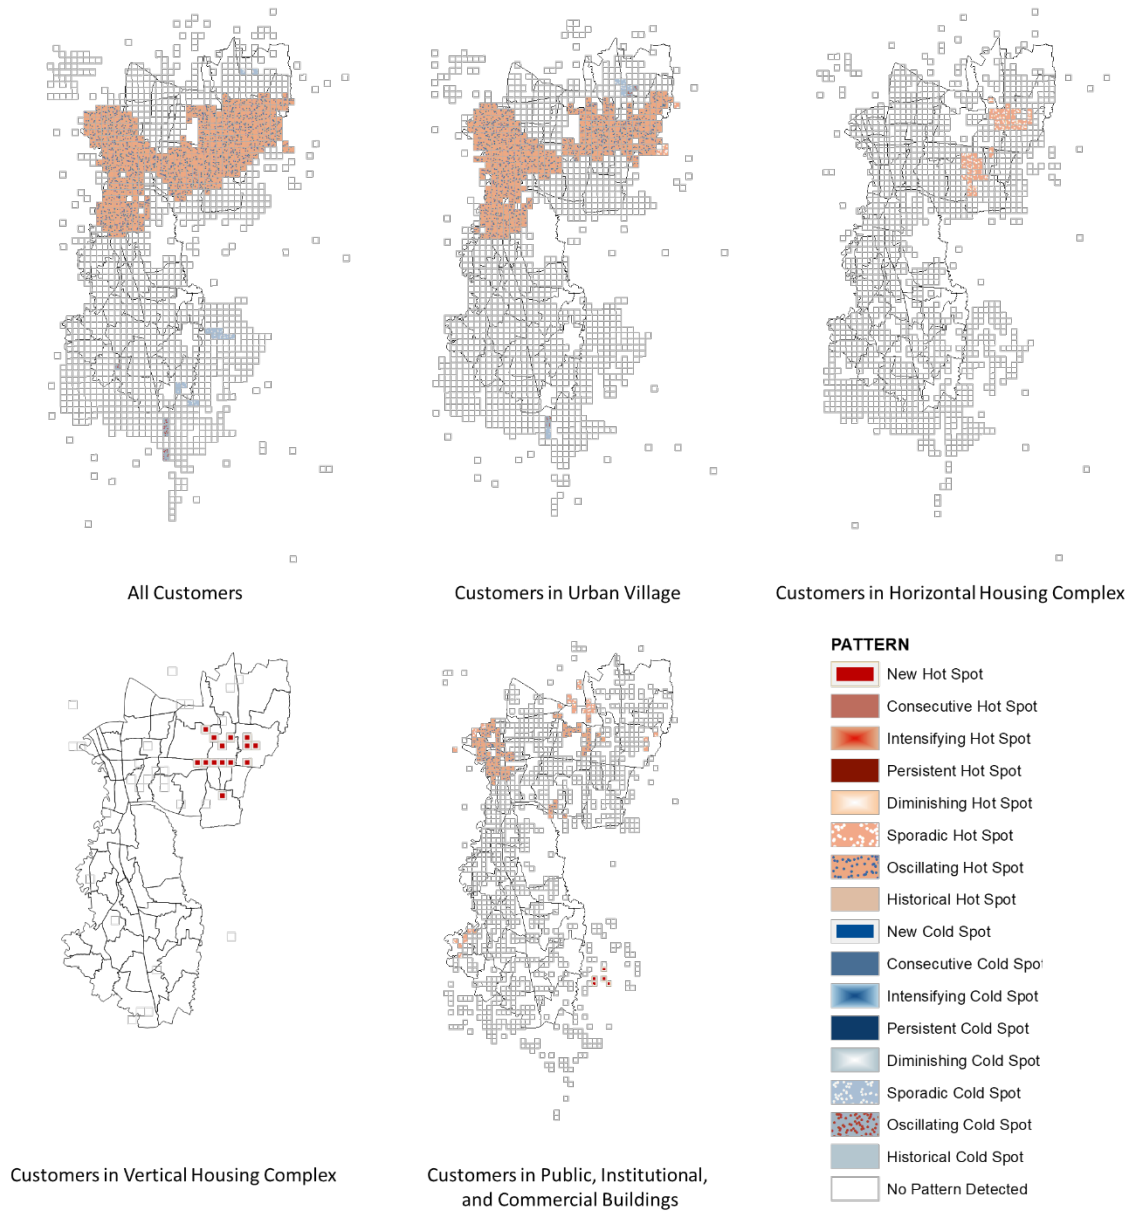 All Customers
Customers in Urban Village
Customers in Horizontal Housing Complex
PATTERN
New Hot Spot
Consecutive Hot Spot
Intensifying Hot Spot
Persistent Hot Spot
Diminishing Hot Spot
Sporadic Hot Spot
Oscillating Hot Spot
Historical Hot Spot
New Cold Spot
Consecutive Cold Spot
Intensifying Cold Spot
Persistent Cold Spot
Diminishing Cold Spot
Sporadic Cold Spot
Oscillating Cold Spot
Historical Cold Spot
No Pattern Detected
Customers in Vertical Housing Complex
Customers in Public, Institutional,
and Commercial Buildings